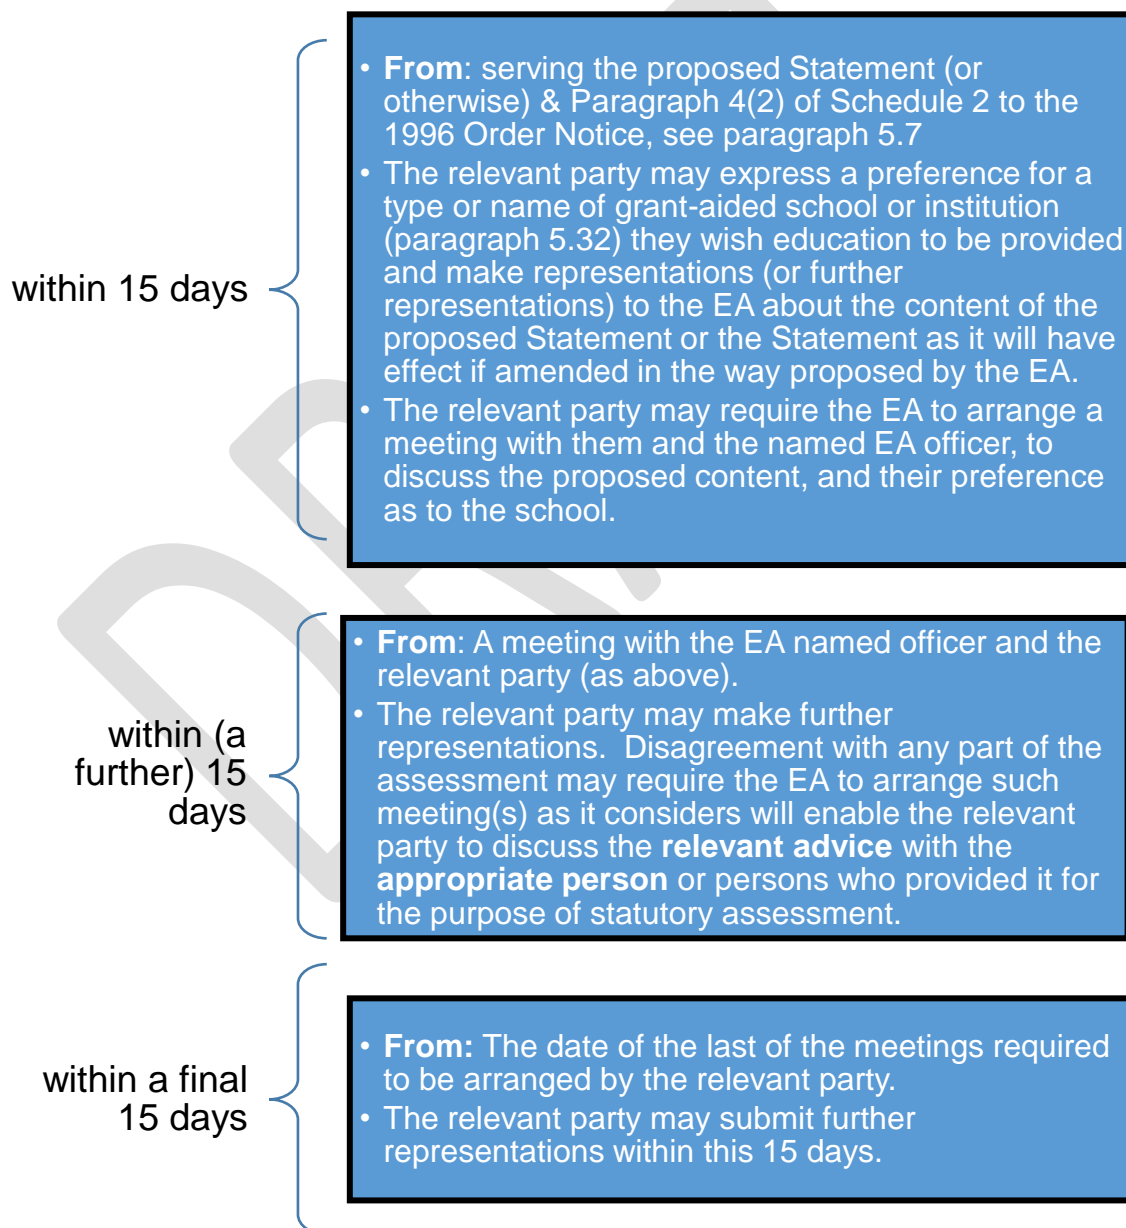 • From: serving the proposed Statement (or
otherwise) & Paragraph 4(2) of Schedule 2 to the
1996 Order Notice, see paragraph 5.7
• The relevant party may express a preference for a
type or name of grant-aided school or institution
(paragraph 5.32) they wish education to be provided
and make representations (or further
representations) to the EA about the content of the
proposed Statement or the Statement as it will have
effect if amended in the way proposed by the EA.
• The relevant party may require the EA to arrange a
meeting with them and the named EA officer, to
discuss the proposed content, and their preference
as to the school.
within 15 days
• From: A meeting with the EA named officer and the
relevant party (as above).
• The relevant party may make further
representations.  Disagreement with any part of the
assessment may require the EA to arrange such
meeting(s) as it considers will enable the relevant
party to discuss the relevant advice with the
appropriate person or persons who provided it for
the purpose of statutory assessment.
within (a
further) 15
days
• From: The date of the last of the meetings required
to be arranged by the relevant party.
• The relevant party may submit further
representations within this 15 days.
within a final
15 days